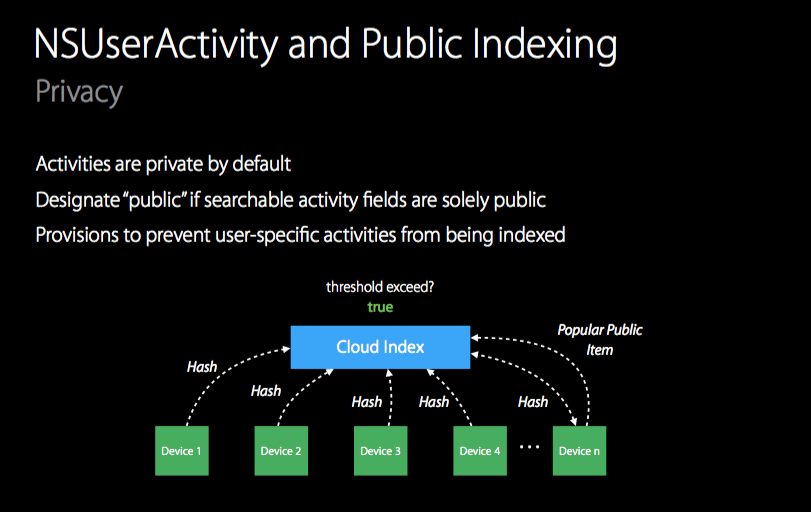 NSUserActivity and Public Indexing
Privacy
Activities are private by default
Designate “public” if searchable activity fields are solely public
Provisions to prevent user-specific activities from being indexed
threshold exceed?
true
Cloud Index
Popular Public
Item
Hash
Hash
Hash
Hash
Hash
Device 1
Device 2
Device 3
Device 4
...
Device n